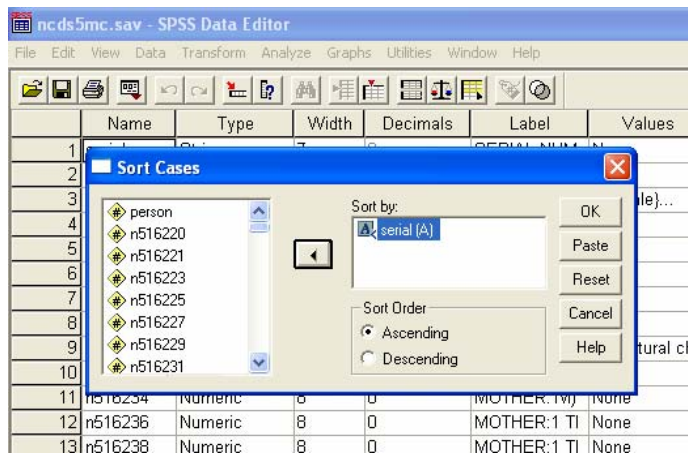 ncds5mc.sav - SPSS Data Editor
File Edit View Data Transform Analyze Graphs Utilities Window Help
Name Type Width Decimals Label Values
1
2
3
4
5
6
7
8
9
10
Sort Cases
person
n516220
n516221
n516223
n516225
n516227
n516229
n516231
Sort by:
serial (A)
Sort Order
Ascending
Descending
OK
Paste
Reset
Cancel
Help
11 n516234 Numeric 8 0 MOTHER:1M) None
12 n516236 Numeric 8 0 MOTHER:1 TI None
13 n516238 Numeric 8 0 MOTHER:1 TI None